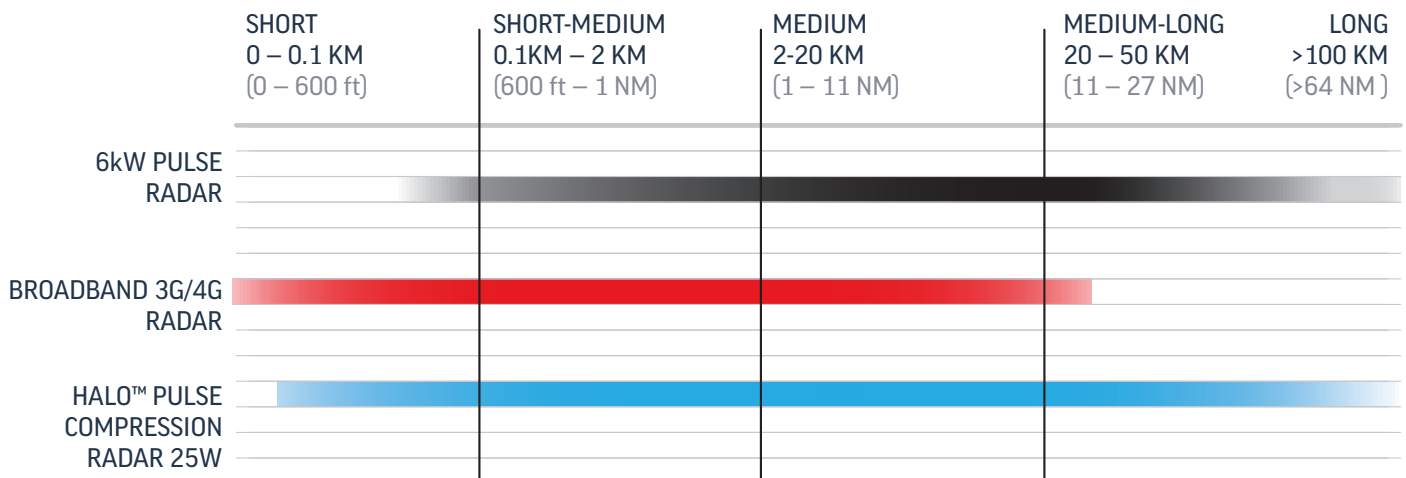 SHORT
0 – 0.1 KM
(0 – 600 ft)
SHORT-MEDIUM
0.1KM – 2 KM
(600 ft – 1 NM)
MEDIUM
2-20 KM
(1 – 11 NM)
MEDIUM-LONG
20 – 50 KM
(11 – 27 NM)
LONG
>100 KM
(>64 NM )
6kW PULSE
RADAR
BROADBAND 3G/4G
RADAR
HALO™ PULSE
COMPRESSION
RADAR 25W